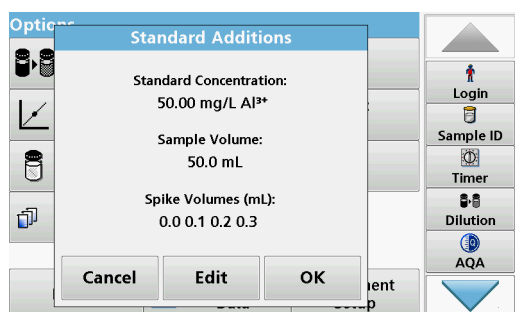 Options
Standard Additions
Standard Concentration:
50.00 mg/L Al³⁺
Sample Volume:
50.0 mL
Spike Volumes (mL):
0.0 0.1 0.2 0.3
Cancel
Edit
OK
Login
Sample ID
Timer
Dilution
AQA